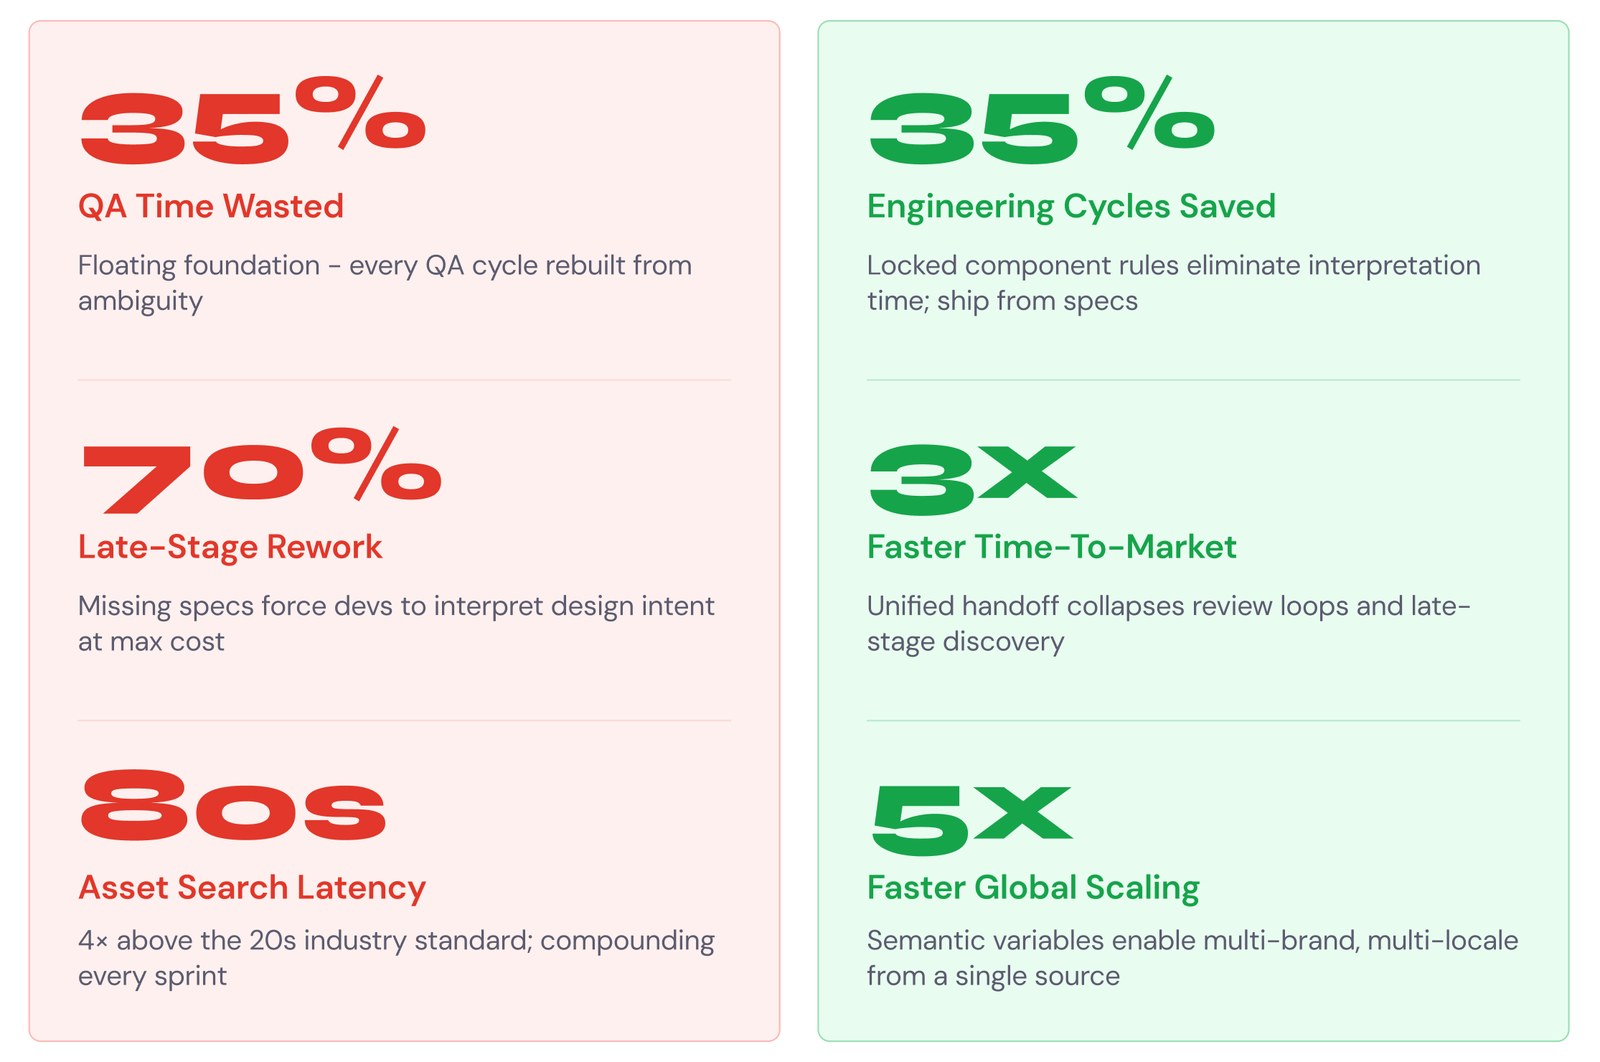 35%
QA Time Wasted
Floating foundation – every QA cycle rebuilt from
ambiguity
70%
Late-Stage Rework
Missing specs force devs to interpret design intent
at max cost
80s
Asset Search Latency
4× above the 20s industry standard; compounding
every sprint
35%
Engineering Cycles Saved
Locked component rules eliminate interpretation
time; ship from specs
3x
Faster Time-To-Market
Unified handoff collapses review loops and late-
stage discovery
5x
Faster Global Scaling
Semantic variables enable multi-brand, multi-locale
from a single source